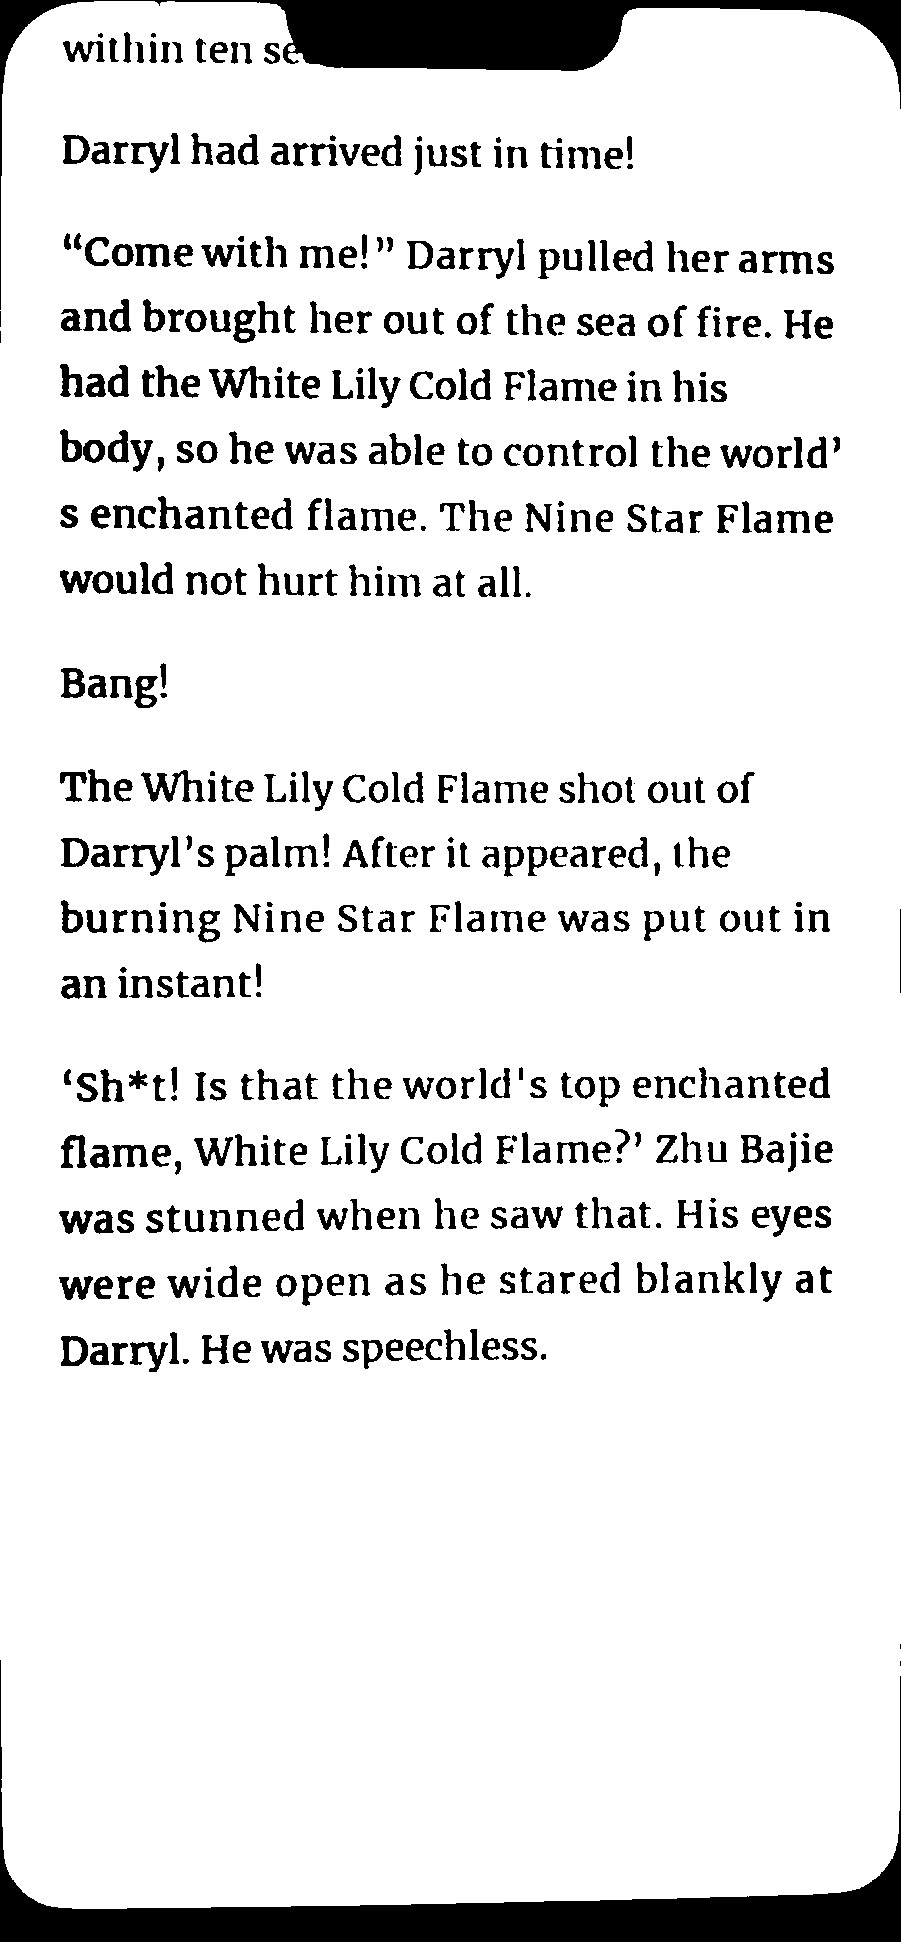 within ten
Darryl had arrived just in time!
“Come with me!” Darryl pulled her arms
and brought her out of the sea of fire. He
had the White Lily Cold Flame in his
body, so he was able to control the world’
s enchanted flame. The Nine Star Flame
would not hurt him at all.
Bang!
The White Lily Cold Flame shot out of
Darryl's palm! After it appeared, the
burning Nine Star Flame was put out in
an instant!
‘Sh*t! Is that the world's top enchanted
flame, White Lily Cold Flame?’ Zhu Bajie
was stunned when he saw that. His eyes
were wide open as he stared blankly at
Darryl. He was speechless.